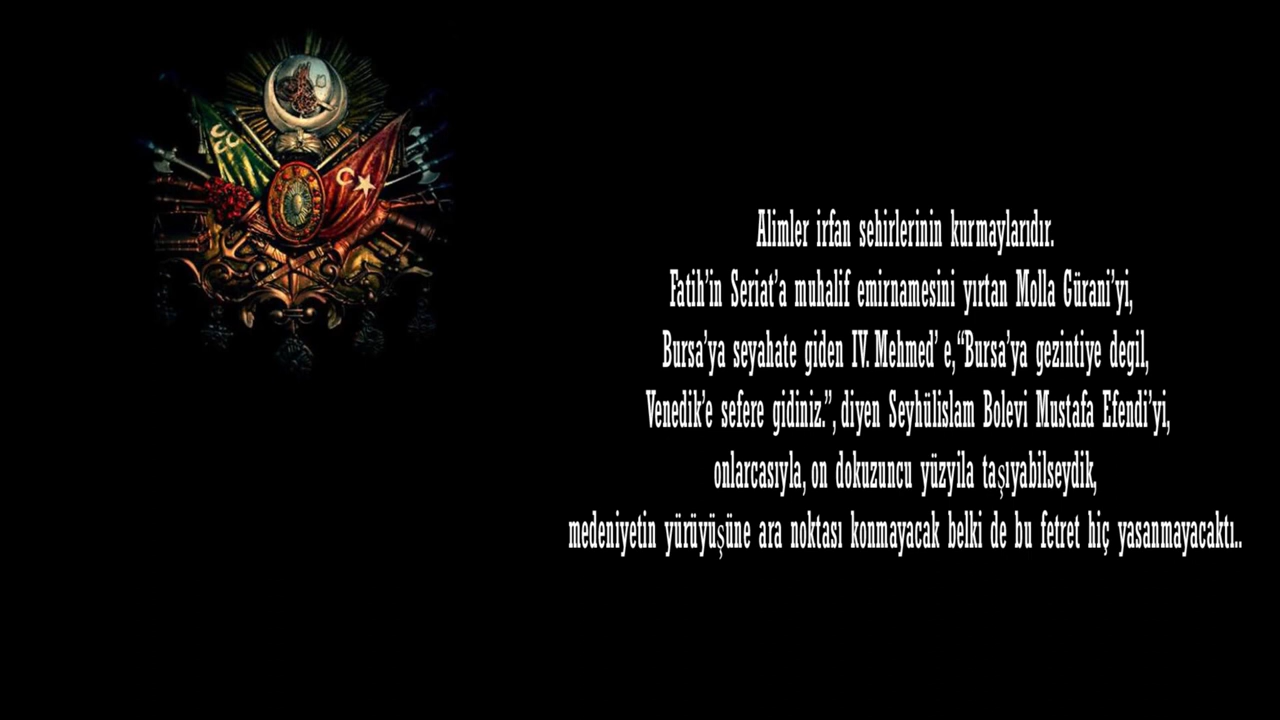 Alimler irfan sehirlerinin kurmaylarıdır.
Fatih’in Seriat’a muhalif emirnamesini yırtan Molla Gürani’yi,
Bursa’ya seyahate giden IV. Mehmed’ e,“Bursa’ya gezintiye degil,
Venedik’e sefere gidiniz.”, diyen Seyhülislam Bolevi Mustafa Efendi’yi,
onlarcasıyla, on dokuzuncu yüzyila taşıyabilseydik,
medeniyetin yürüyüşüne ara noktası konmayacak belki de bu fetret hiç yasanmayacaktı..